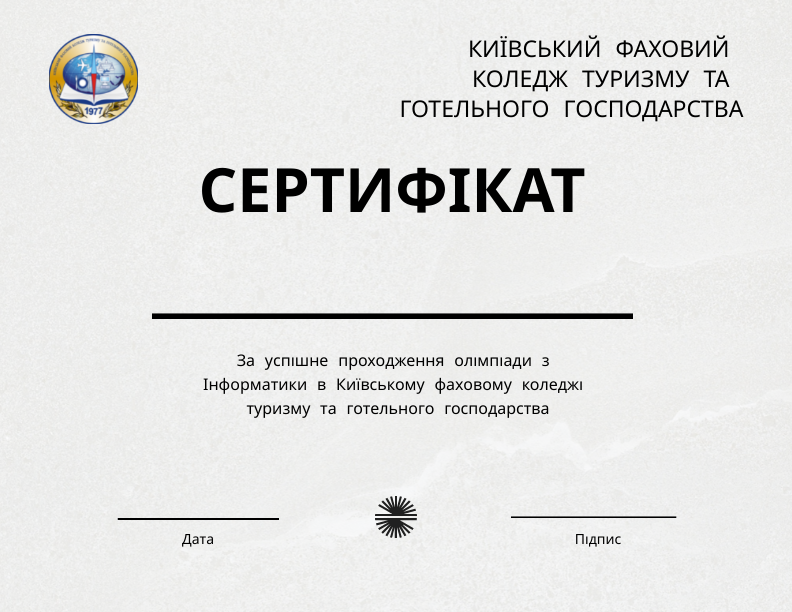 КИЇВСЬКИЙ ФАХОВИЙ
КОЛЕДЖ ТУРИЗМУ ТА
ГОТЕЛЬНОГО ГОСПОДАРСТВА
1977
СЕРТИФІКАТ
За успішне проходження олімпіади з
Інформатики в Київському фаховому коледжі
туризму та готельного господарства
Дата
Підпис